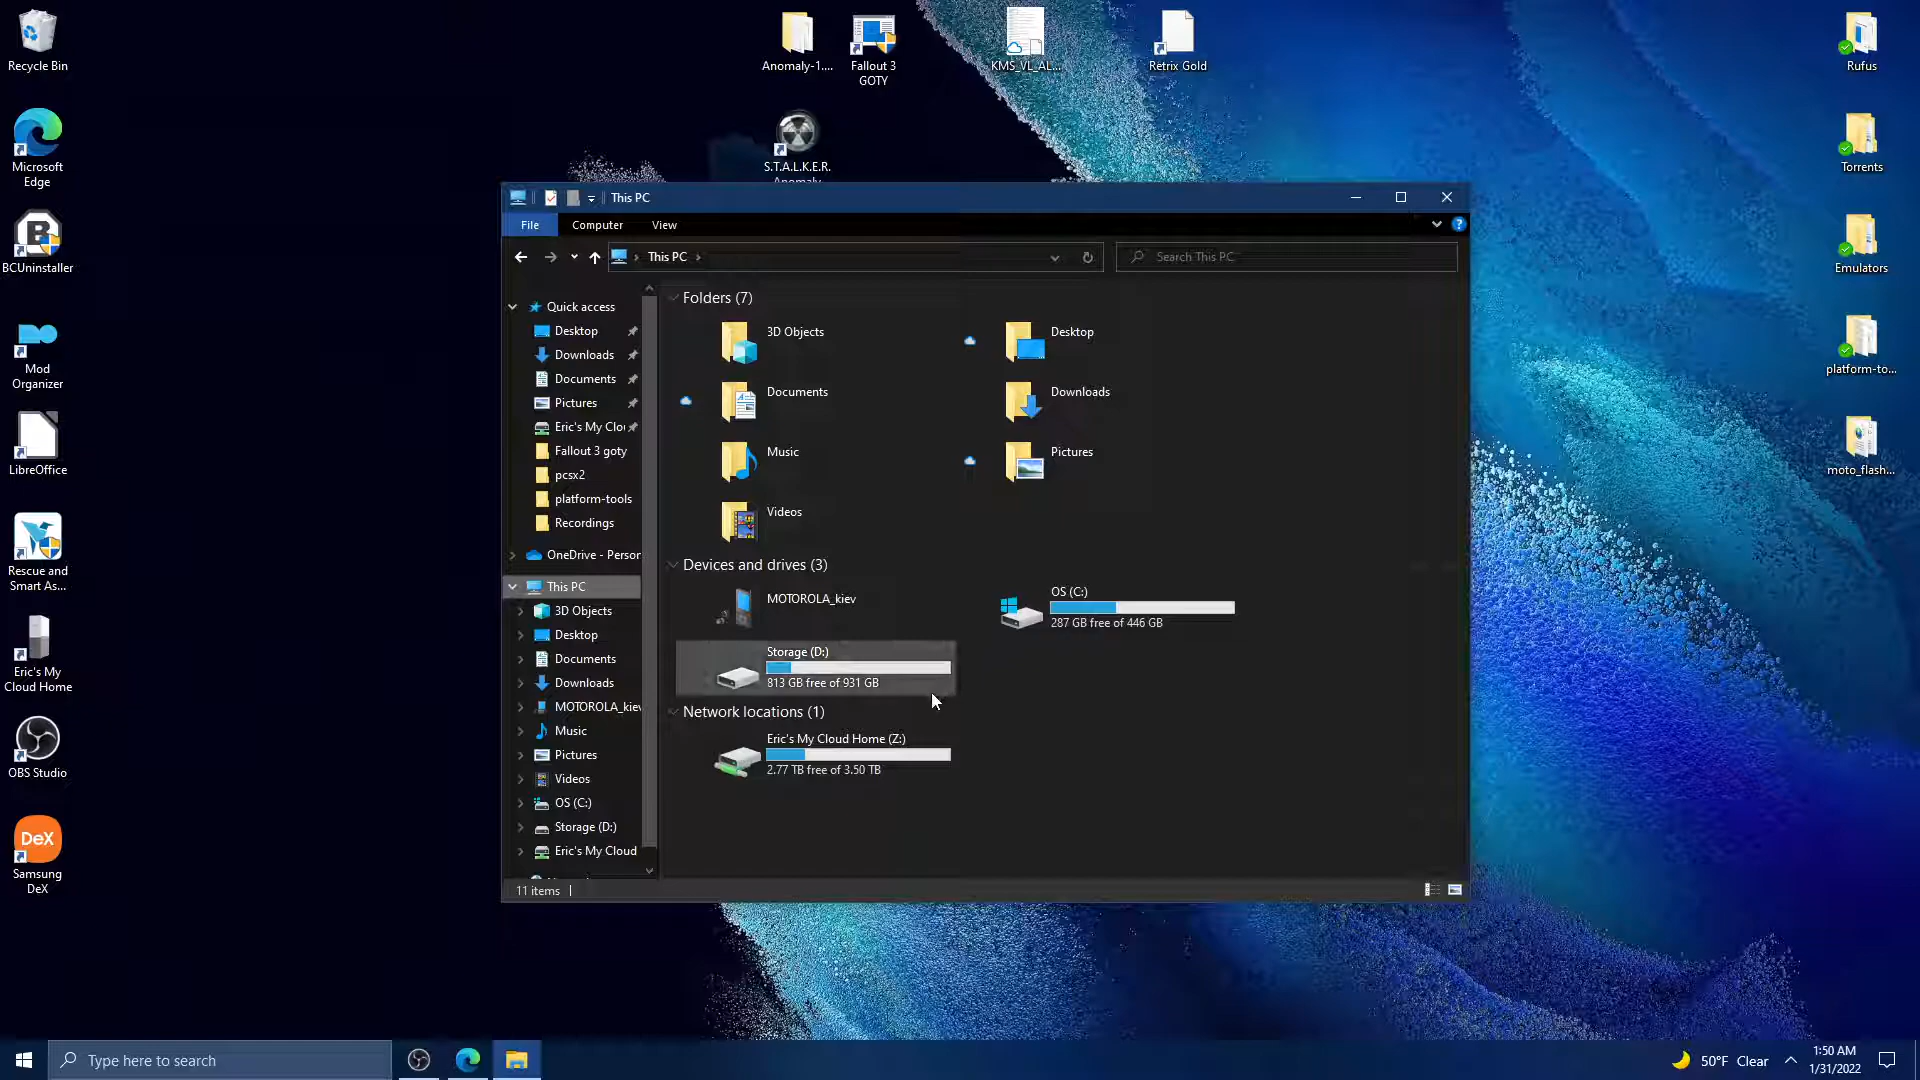 Recycle Bin
Microsoft
Edge
BCUninstaller
Mod
Organizer
LibreOffice
Rescue and
Smart As...
Eric's My
Cloud Home
OBS Studio
DeX
Samsung
DeX
Anomaly-1....
Fallout 3
GOTY
KMS_VL_AL...
Retrix Gold
S.T.A.L.K.E.R.
Anomaly
Rufus
Torrents
Emulators
platform-to...
moto_flash...
This PC
File
Computer
View
This PC
Search This PC
Quick access
Desktop
Downloads
Documents
Pictures
Eric's My Clou
Fallout 3 goty
pcsx2
platform-tools
Recordings
OneDrive - Person
This PC
3D Objects
Desktop
Documents
Downloads
MOTOROLA_kiev
Music
Pictures
Videos
OS (C:)
Storage (D:)
Eric's My Cloud
Folders (7)
3D Objects
Desktop
Documents
Downloads
Music
Pictures
Videos
Devices and drives (3)
MOTOROLA_kiev
OS (C:)
287 GB free of 446 GB
Storage (D:)
813 GB free of 931 GB
Network locations (1)
Eric's My Cloud Home (Z:)
2.77 TB free of 3.50 TB
11 items
Type here to search
50°F Clear
1:50 AM
1/31/2022